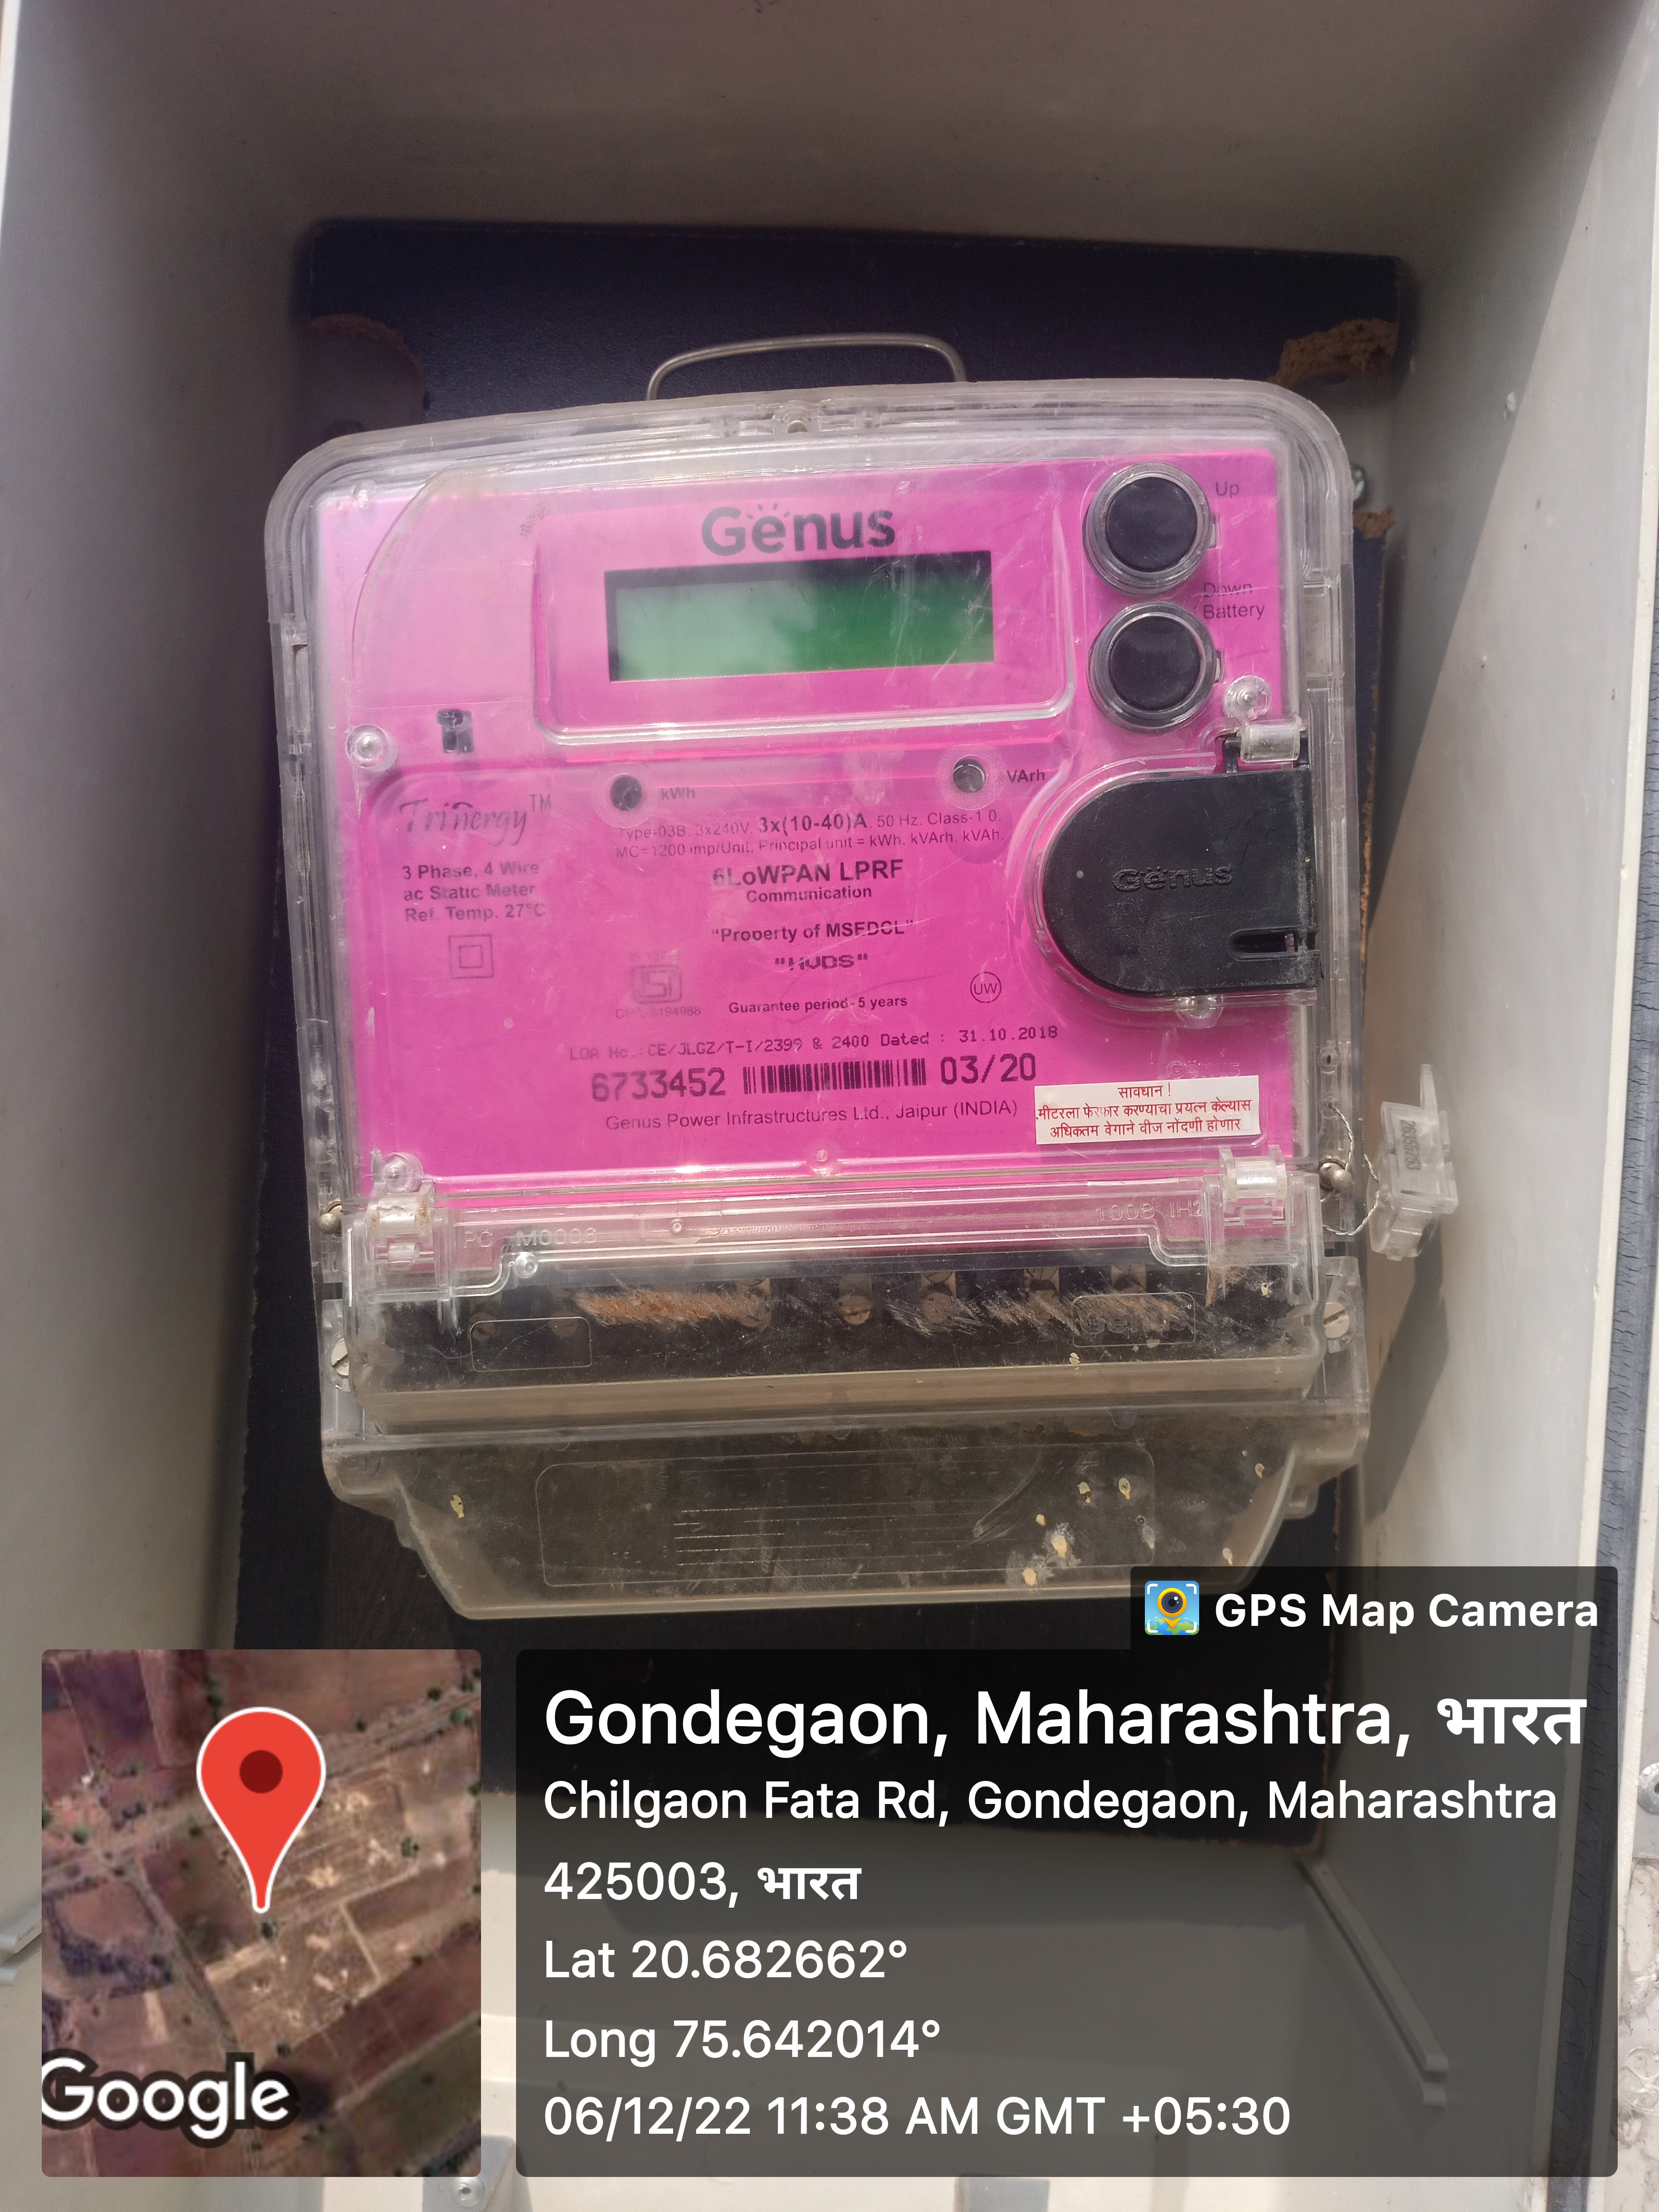 Genus
Up
Down
Battery
kWh
VArh
Trinergy™
3 Phase, 4 Wire
ac Static Meter
Ref. Temp. 27°C
Type-03B, 3x240V, 3x(10-40)A, 50 Hz. Class-1.0.
MC=1200 imp/Unit, Principal unit = kWh, kVArh, kVAh.
6LoWPAN LPRF
Communication
"Property of MSEDCL"
"HVDS"
Genus
UW
Guarantee period-5 years
LOA No.:CE/JLGZ/T-I/2399 & 2400 Dated : 31.10.2018
6733452 03/20
Genus Power Infrastructures Ltd., Jaipur (INDIA)
Genus
सावधान !
मीटरला फेरफार करण्याचा प्रयत्न केल्यास
अधिकतम वेगाने वीज नोंदणी होणार
PC M0006
GPS Map Camera
Gondegaon, Maharashtra, भारत
Chilgaon Fata Rd, Gondegaon, Maharashtra
425003, भारत
Lat 20.682662°
Long 75.642014°
06/12/22 11:38 AM GMT +05:30
Google